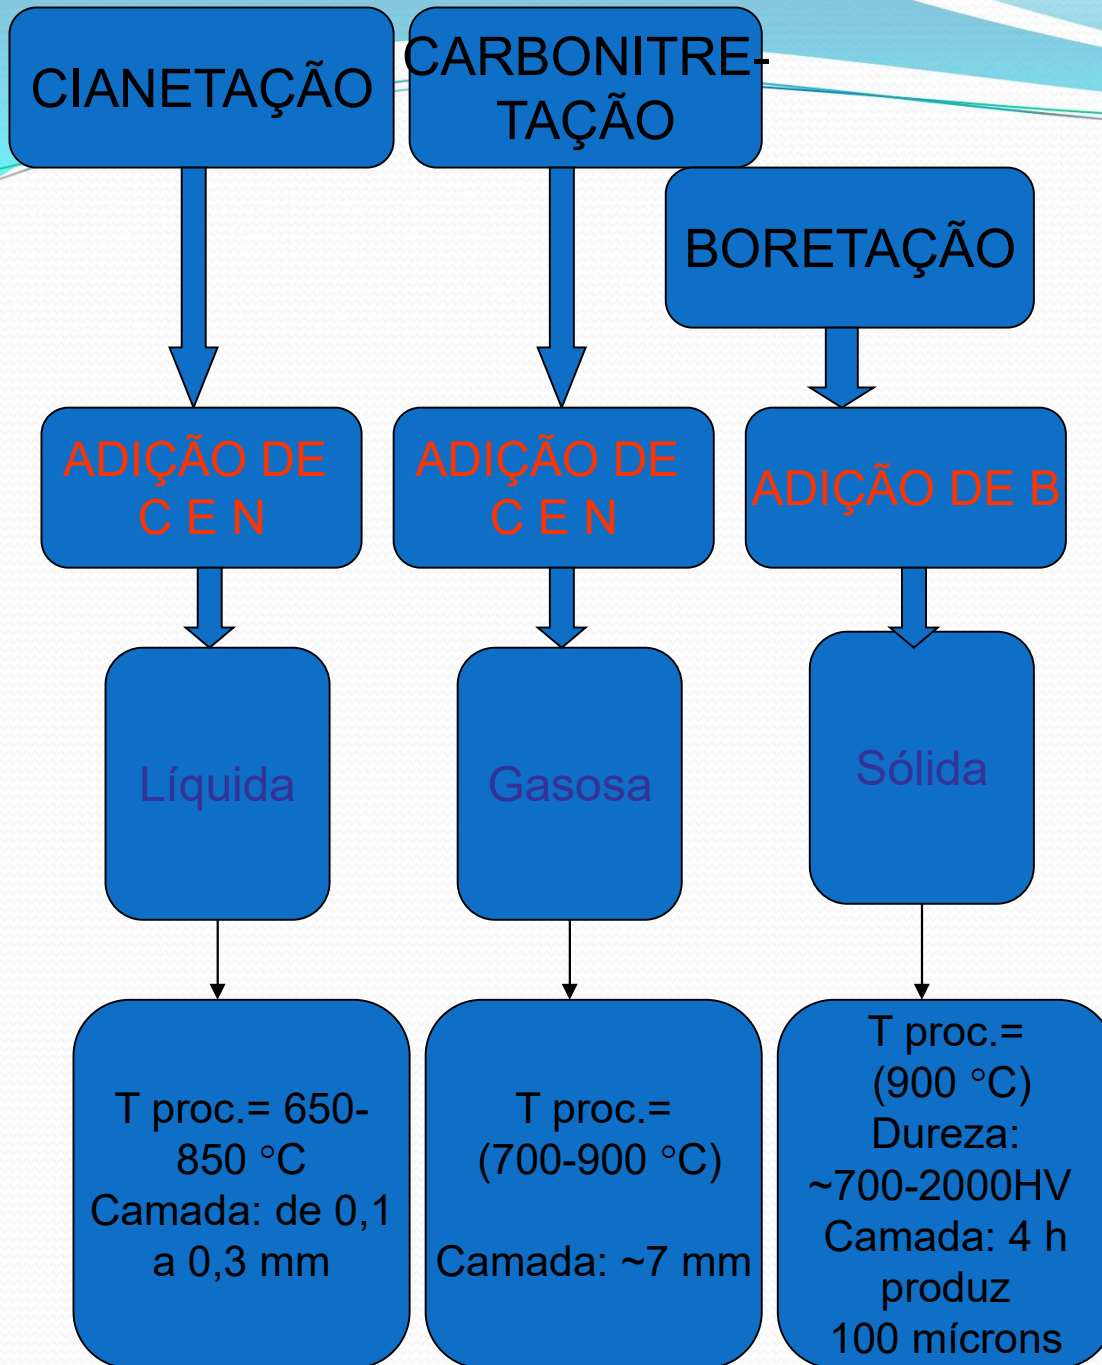 CIANETAÇÃO
CARBONITRE-
TAÇÃO
BORETAÇÃO
ADIÇÃO DE
C E N
ADIÇÃO DE
C E N
ADIÇÃO DE B
Líquida
Gasosa
Sólida
T proc.= 650-
850 °C
Camada: de 0,1
a 0,3 mm
T proc.=
(700-900 °C)
Camada: ~7 mm
T proc.=
(900 °C)
Dureza:
~700-2000HV
Camada: 4 h
produz
100 mícrons